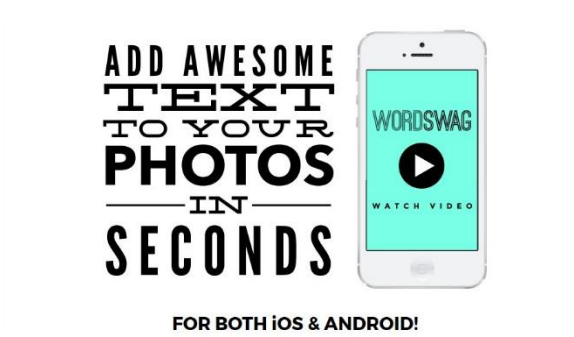 ADD AWESOME
TEXT
TO YOUR
PHOTOS
IN
SECONDS
WORDSWAG
WATCH VIDEO
FOR BOTH iOS & ANDROID!